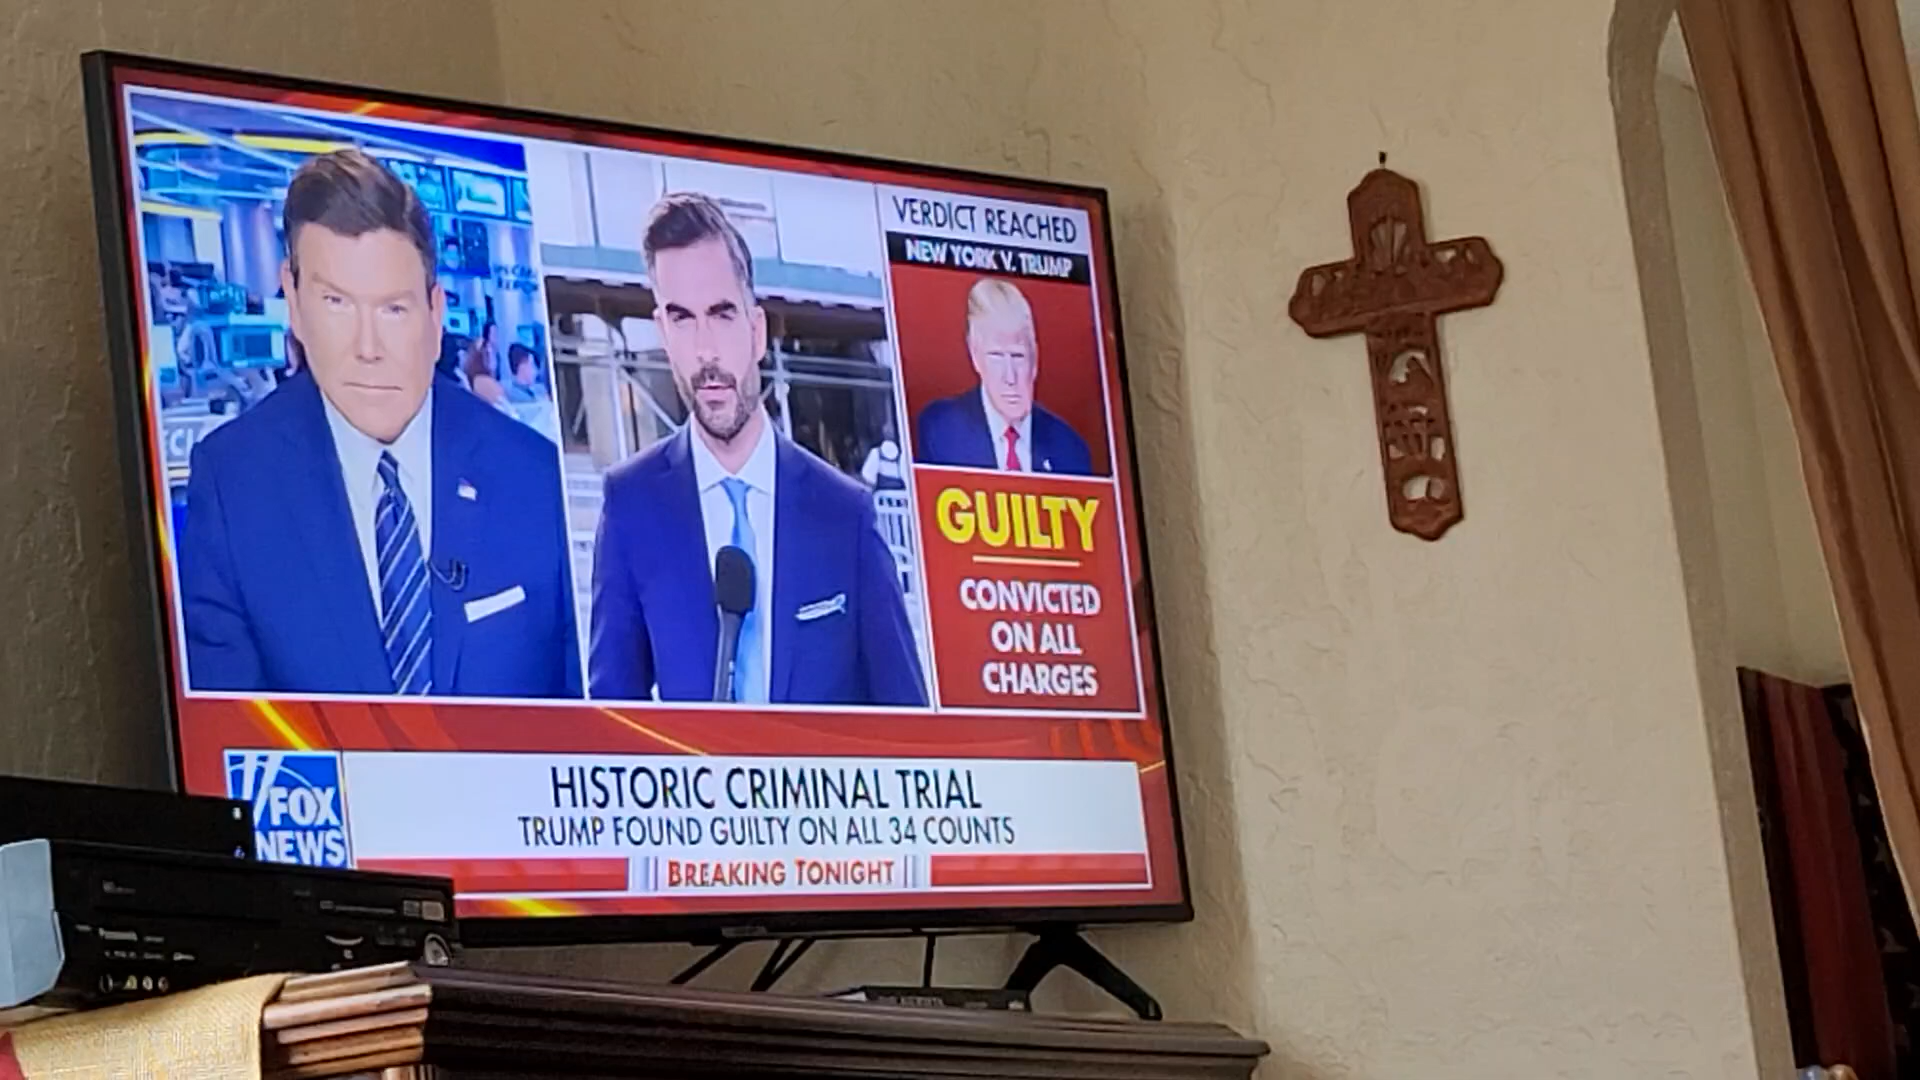 VERDICT REACHED
NEW YORK V. TRUMP
GUILTY
CONVICTED
ON ALL
CHARGES
FOX
NEWS
HISTORIC CRIMINAL TRIAL
TRUMP FOUND GUILTY ON ALL 34 COUNTS
BREAKING TONIGHT
Panasonic